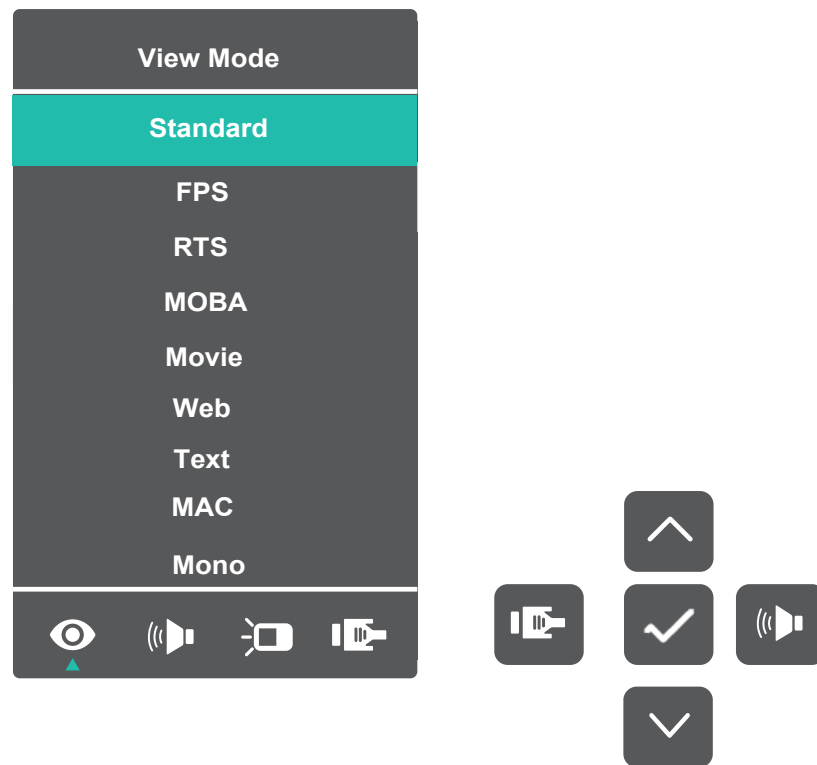 View Mode
Standard
FPS
RTS
MOBA
Movie
Web
Text
MAC
Mono